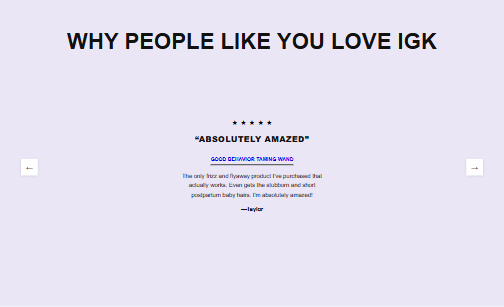 WHY PEOPLE LIKE YOU LOVE IGK
★ ★ ★ ★ ★
“ABSOLUTELY AMAZED”
GOOD BEHAVIOR TAMING WAND
← →
The only frizz and flyaway product I've purchased that
actually works. Even gets the stubborn and short
postpartum baby hairs. I'm absolutely amazed!
—Taylor